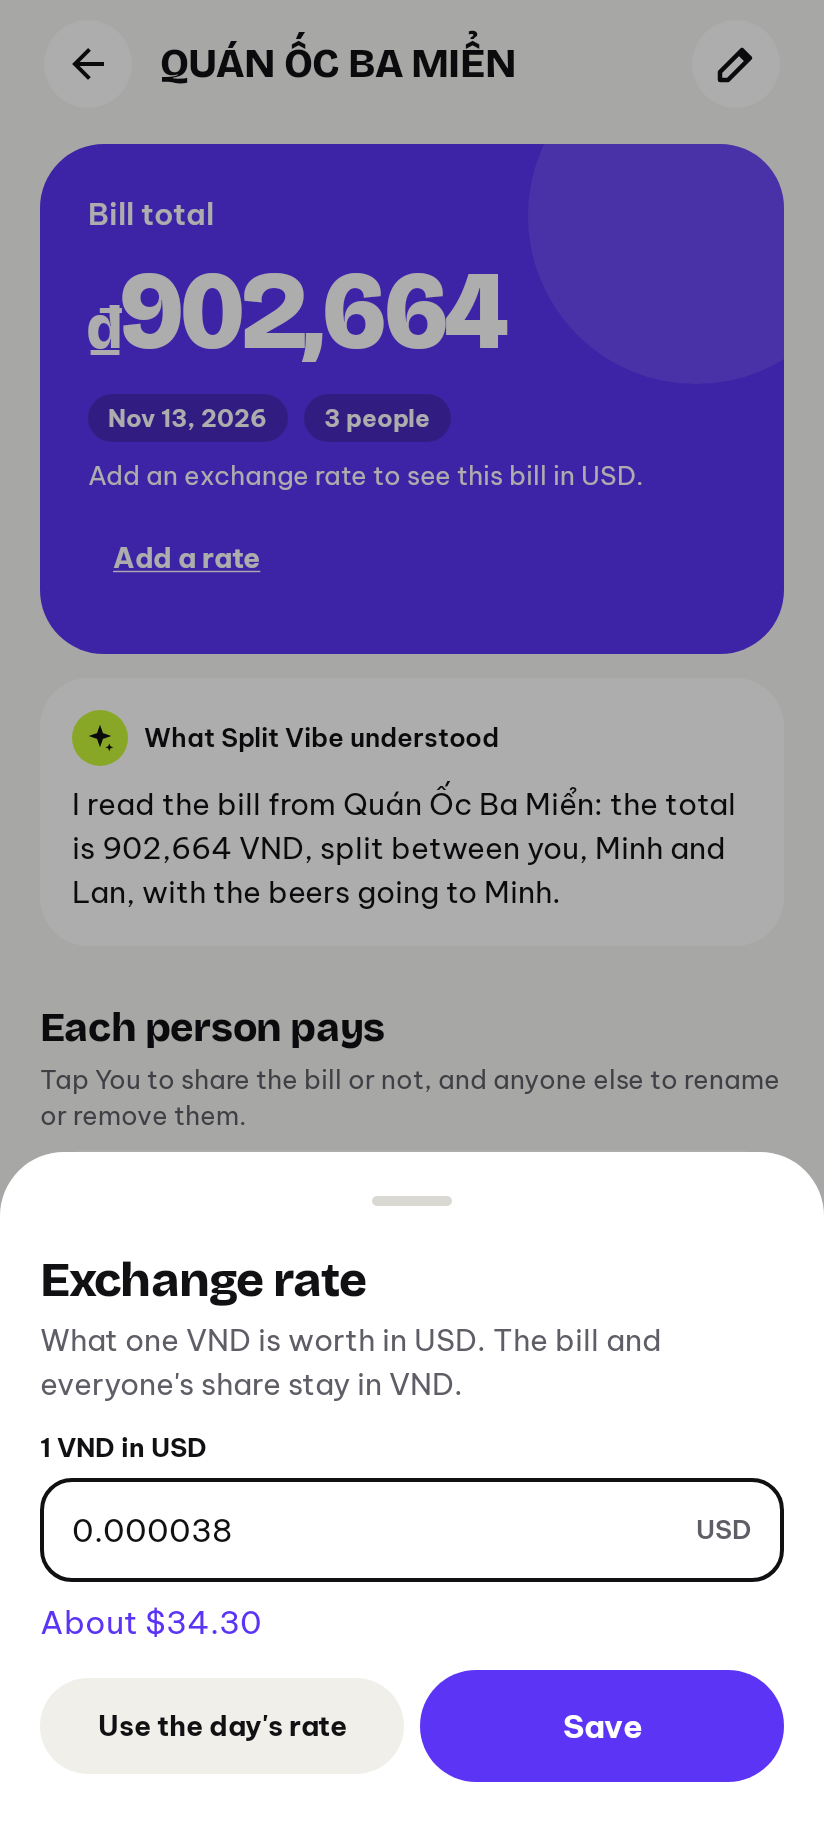 QUÁN ỐC BA MIỂN
Bill total
₫902,664
Nov 13, 2026
3 people
Add an exchange rate to see this bill in USD.
Add a rate
What Split Vibe understood
I read the bill from Quán Ốc Ba Miển: the total
is 902,664 VND, split between you, Minh and
Lan, with the beers going to Minh.
Each person pays
Tap You to share the bill or not, and anyone else to rename
or remove them.
Exchange rate
What one VND is worth in USD. The bill and
everyone's share stay in VND.
1 VND in USD
0.000038 USD
About $34.30
Use the day's rate
Save